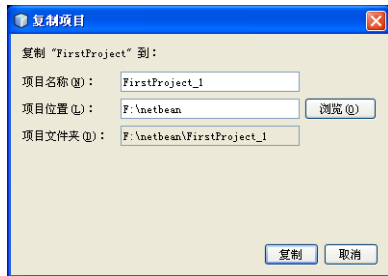 复制项目
复制 "FirstProject" 到：
项目名称(N)： FirstProject_1
项目位置(L)： F:\netbean 浏览(O)
项目文件夹(D)： F:\netbean\FirstProject_1
复制 取消